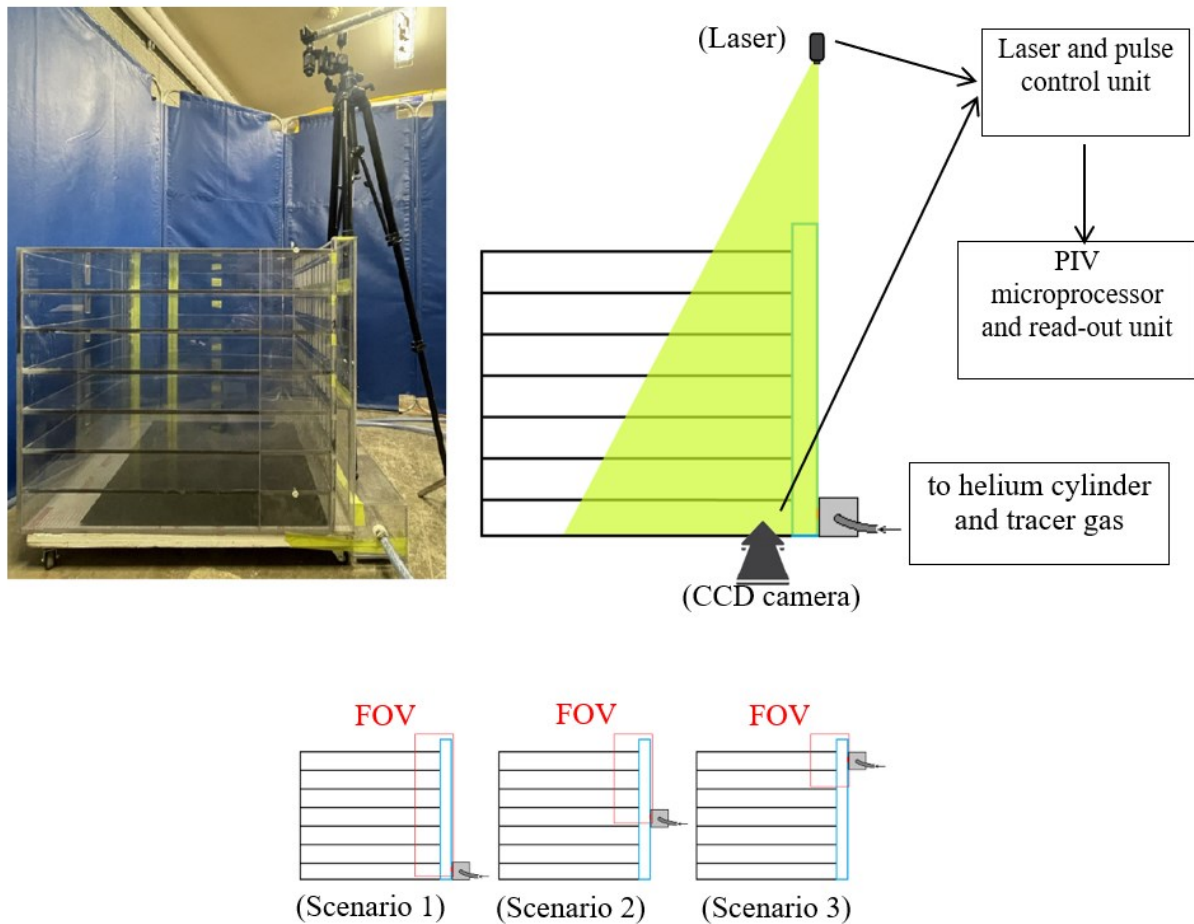 (Laser)
Laser and pulse
control unit
PIV
microprocessor
and read-out unit
to helium cylinder
and tracer gas
(CCD camera)
FOV
FOV
FOV
(Scenario 1)
(Scenario 2)
(Scenario 3)